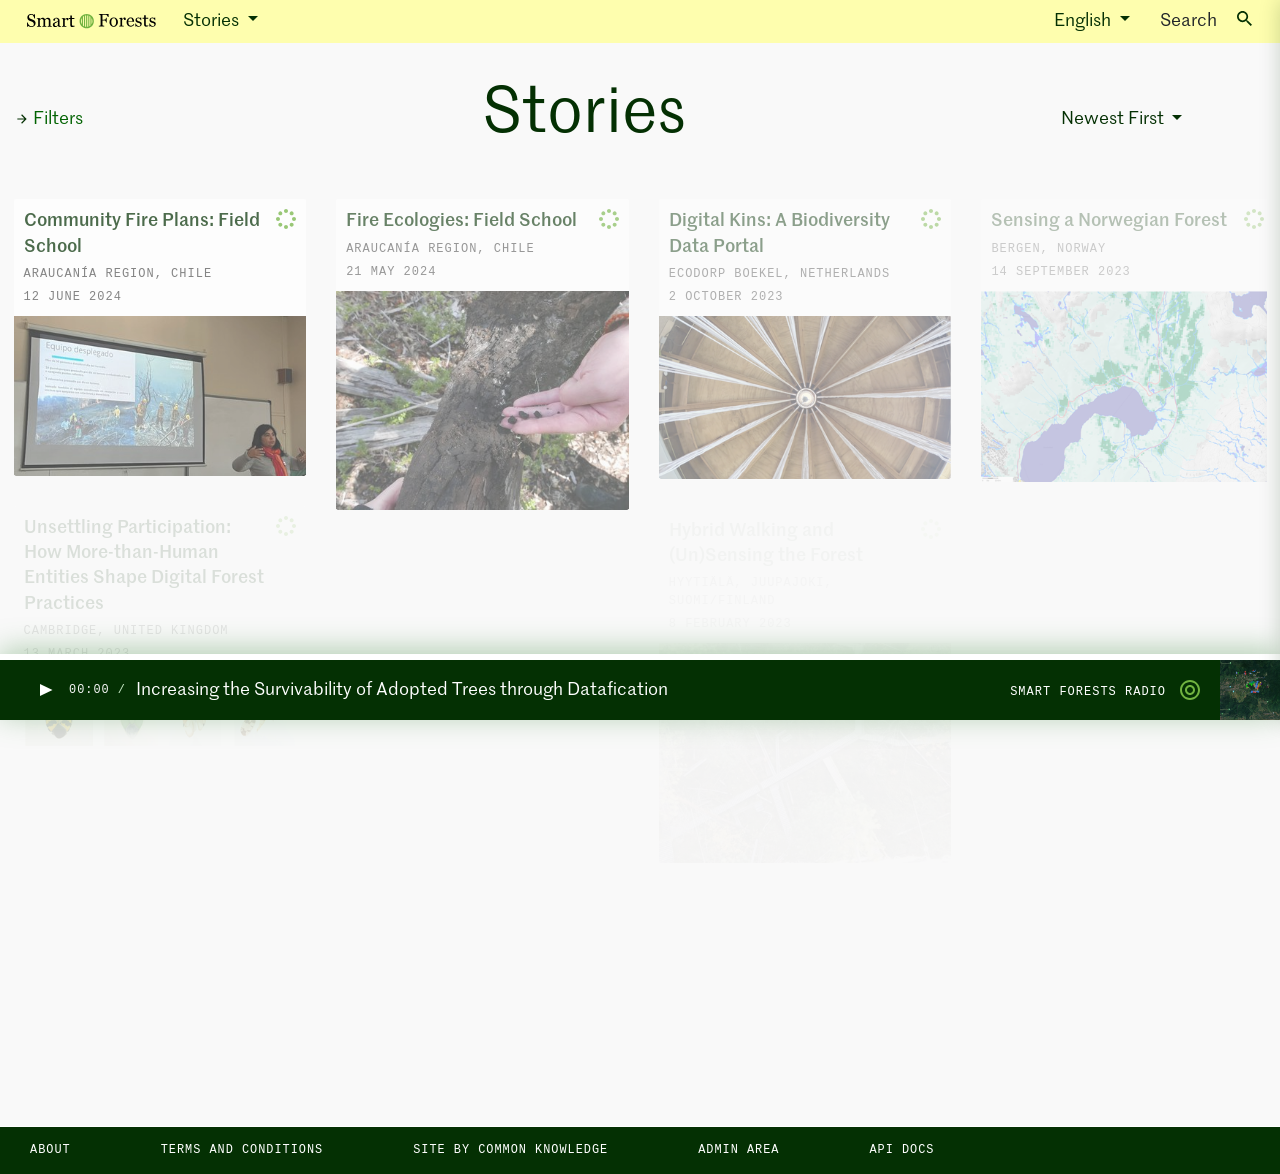 Smart Forests
Stories
English
Search
Filters
Stories
Newest First
Community Fire Plans: Field
School
ARAUCANÍA REGION, CHILE
12 JUNE 2024
Equipo desplegado
Fire Ecologies: Field School
ARAUCANÍA REGION, CHILE
21 MAY 2024
Digital Kins: A Biodiversity
Data Portal
ECODORP BOEKEL, NETHERLANDS
2 OCTOBER 2023
Sensing a Norwegian Forest
BERGEN, NORWAY
14 SEPTEMBER 2023
Unsettling Participation:
How More-than-Human
Entities Shape Digital Forest
Practices
CAMBRIDGE, UNITED KINGDOM
13 MARCH 2023
Hybrid Walking and
(Un)Sensing the Forest
00:00 /
Increasing the Survivability of Adopted Trees through Datafication
SMART FORESTS RADIO
ABOUT
TERMS AND CONDITIONS
SITE BY COMMON KNOWLEDGE
ADMIN AREA
API DOCS